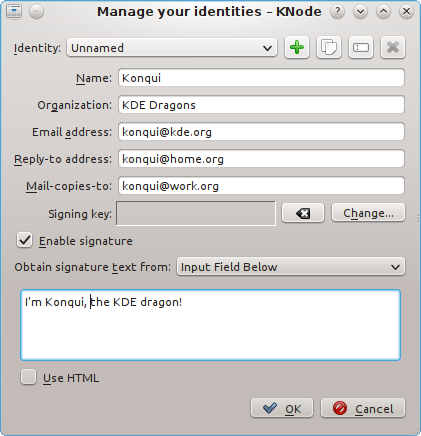 Manage your identities – KNode
Identity: Unnamed
Name: Konqui
Organization: KDE Dragons
Email address: konqui@kde.org
Reply-to address: konqui@home.org
Mail-copies-to: konqui@work.org
Signing key: Change...
Enable signature
Obtain signature text from: Input Field Below
I'm Konqui, the KDE dragon!
Use HTML
OK Cancel